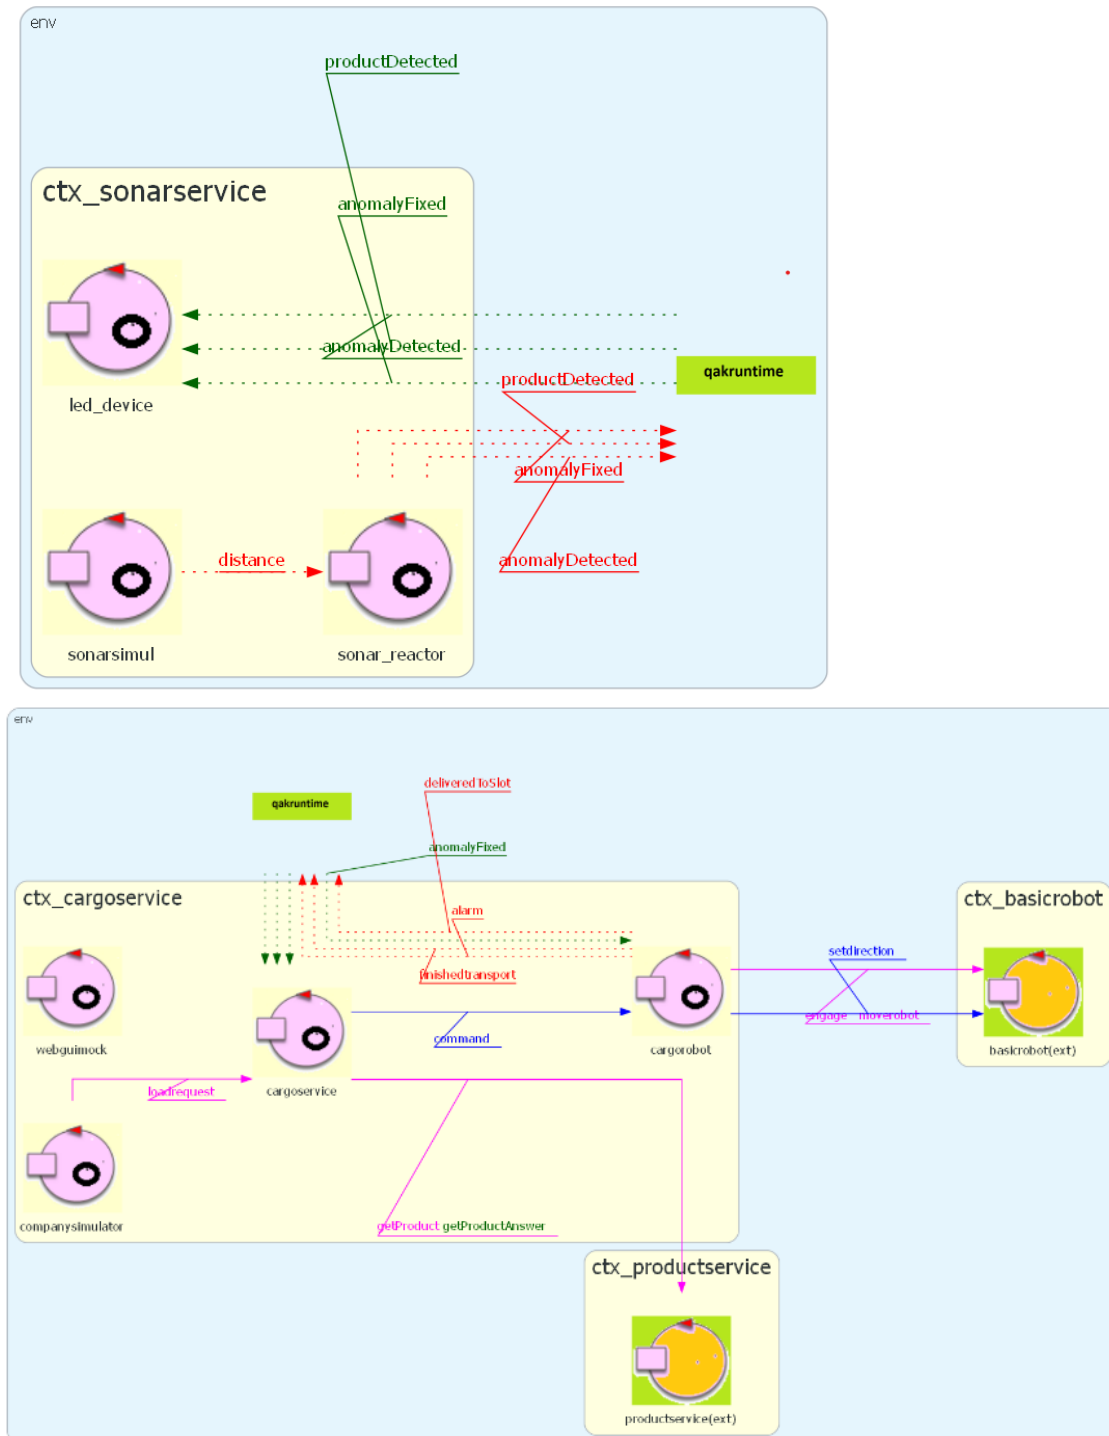 env
productDetected
ctx_sonarservice
anomalyFixed
anomalyDetected
qakruntime
productDetected
led_device
anomalyFixed
distance
anomalyDetected
sonarsimul
sonar_reactor
env
deliveredToSlot
qakruntime
anomalyFixed
ctx_cargoservice
ctx_basicrobot
alarm
setdirection
finishedtransport
engage moverobot
command
webguimock
cargorobot
basicrobot(ext)
loadrequest
cargoservice
companysimulator
getProduct getProductAnswer
ctx_productservice
productservice(ext)